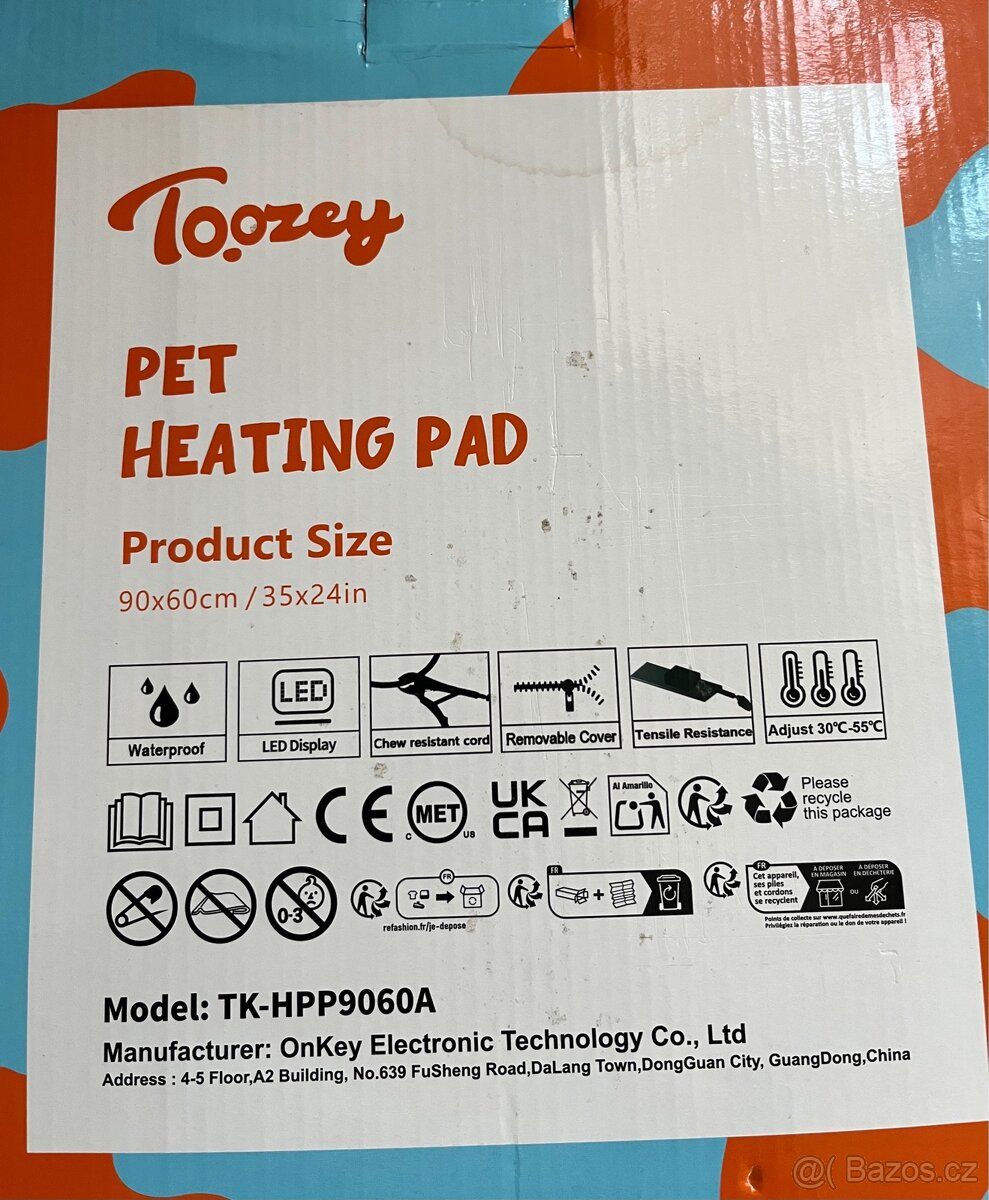 Toozey
PET
HEATING PAD
Product Size
90x60cm / 35x24in
Waterproof
LED
LED Display
Chew resistant cord
Removable Cover
Tensile Resistance
Adjust 30℃-55℃
CE
c MET us
UK
CA
Al Amarillo
Please
recycle
this package
0-3
FR
refashion.fr/je-depose
FR
+
FR
Cet appareil,
ses piles
et cordons
se recyclent
À DÉPOSER
EN MAGASIN
OU
À DÉPOSER
EN DÉCHÈTERIE
Points de collecte sur www.quefairedemesdechets.fr
Privilégiez la réparation ou le don de votre appareil !
Model: TK-HPP9060A
Manufacturer: OnKey Electronic Technology Co., Ltd
Address : 4-5 Floor,A2 Building, No.639 FuSheng Road,DaLang Town,DongGuan City, GuangDong,China
@( Bazos.cz